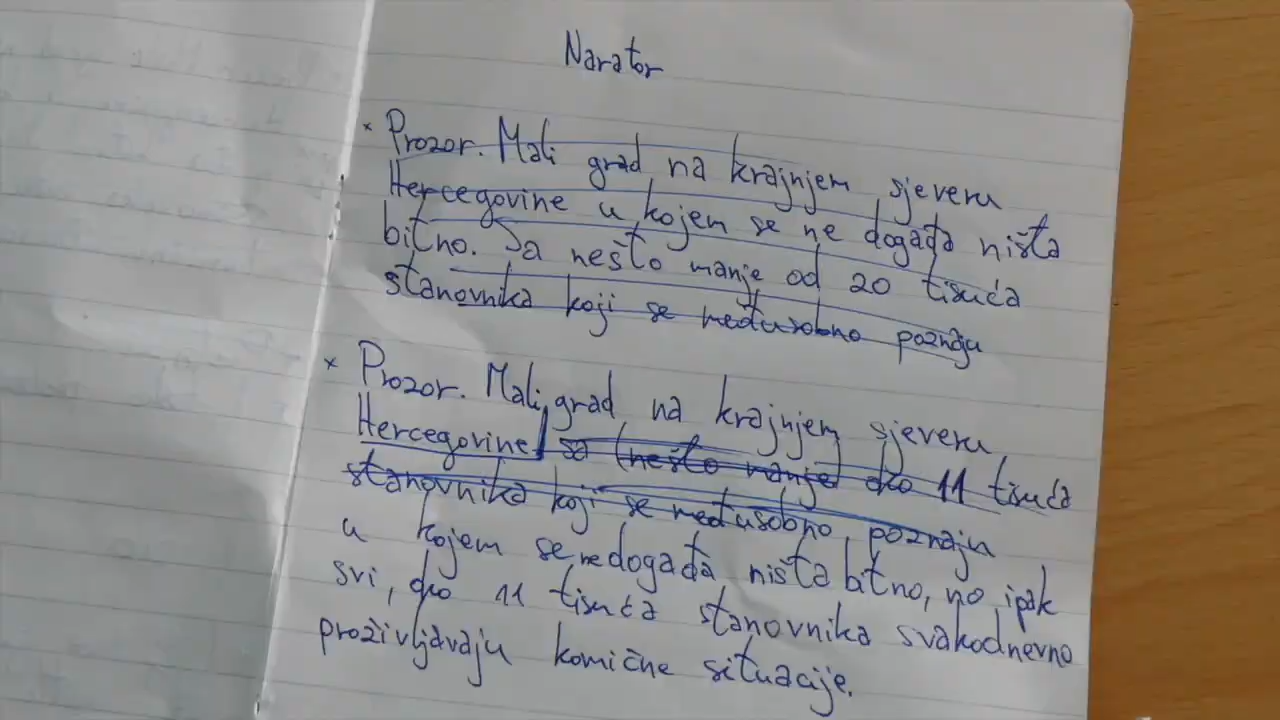 Narator
* Prozor. Mali grad na krajnjem sjeveru
Hercegovine u kojem se ne događa ništa
bitno. Sa nešto manje od 20 tisuća
stanovnika koji se međusobno poznaju
* Prozor. Mali grad na krajnjem sjeveru
Hercegovine sa (nešto manje) oko 11 tisuća
stanovnika koji se međusobno poznaju
u kojem se ne događa ništa bitno, no ipak
svi, oko 11 tisuća stanovnika svakodnevno
proživljavaju komične situacije.